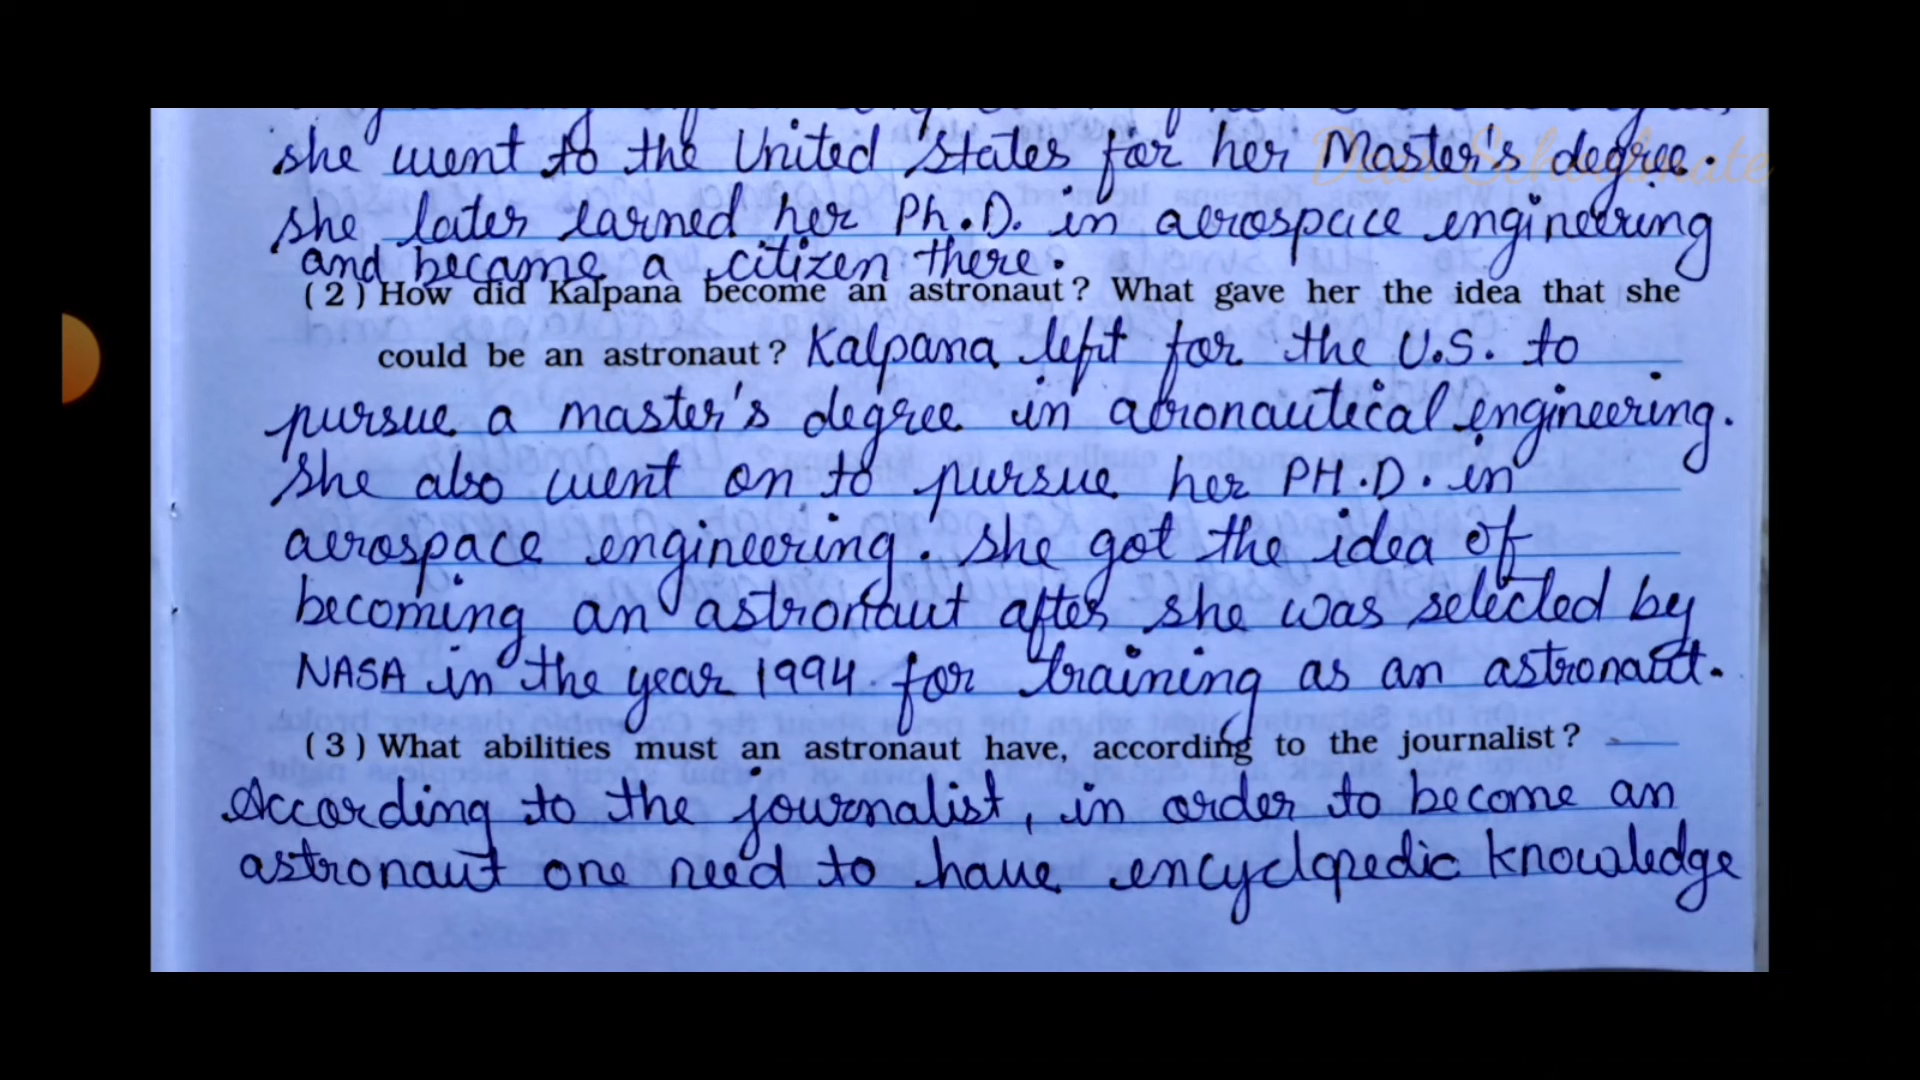 she went to the United States for her Master's degree.
she later earned her Ph.D. in aerospace engineering
and became a citizen there.
(2) How did Kalpana become an astronaut? What gave her the idea that she
could be an astronaut? Kalpana left for the U.S. to
pursue a master's degree in aeronautical engineering.
She also went on to pursue her PH.D. in
aerospace engineering. She got the idea of
becoming an astronaut after she was selected by
NASA in the year 1994 for training as an astronaut.
(3) What abilities must an astronaut have, according to the journalist?
According to the journalist, in order to become an
astronaut one need to have encyclopedic knowledge
Dear Schoolmate